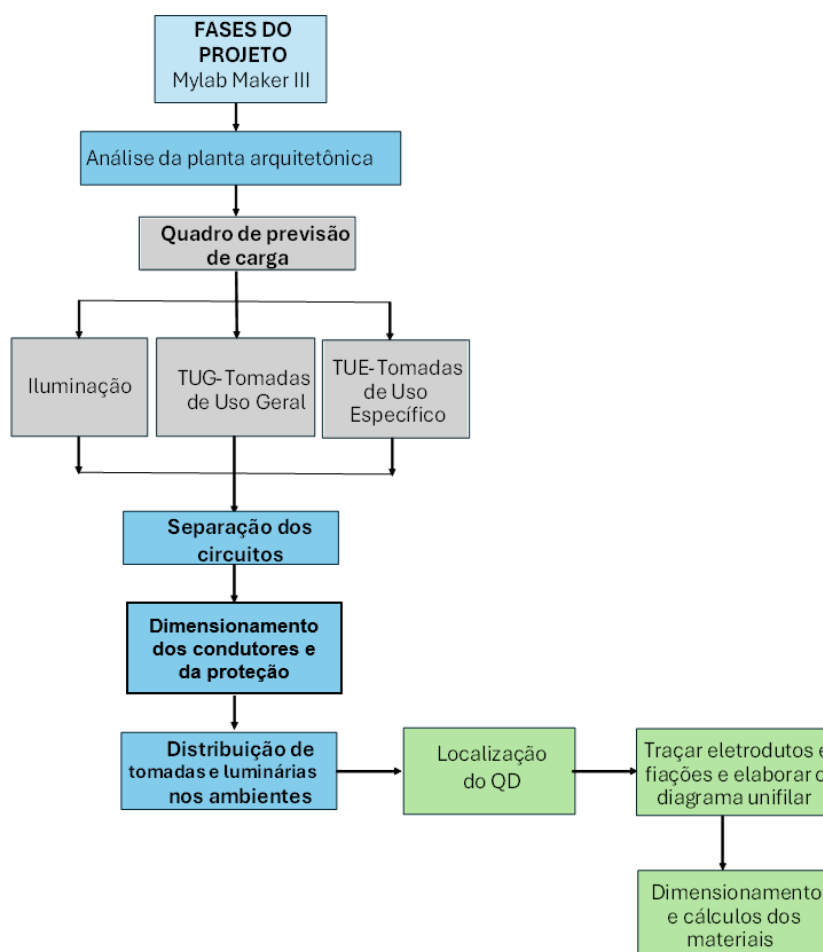 FASES DO
PROJETO
Mylab Maker III
Análise da planta arquitetônica
Quadro de previsão
de carga
Iluminação
TUG-Tomadas
de Uso Geral
TUE-Tomadas
de Uso
Específico
Separação dos
circuitos
Dimensionamento
dos condutores e
da proteção
Distribuição de
tomadas e luminárias
nos ambientes
Localização
do QD
Traçar eletrodutos e
fiações e elaborar o
diagrama unifilar
Dimensionamento
e cálculos dos
materiais